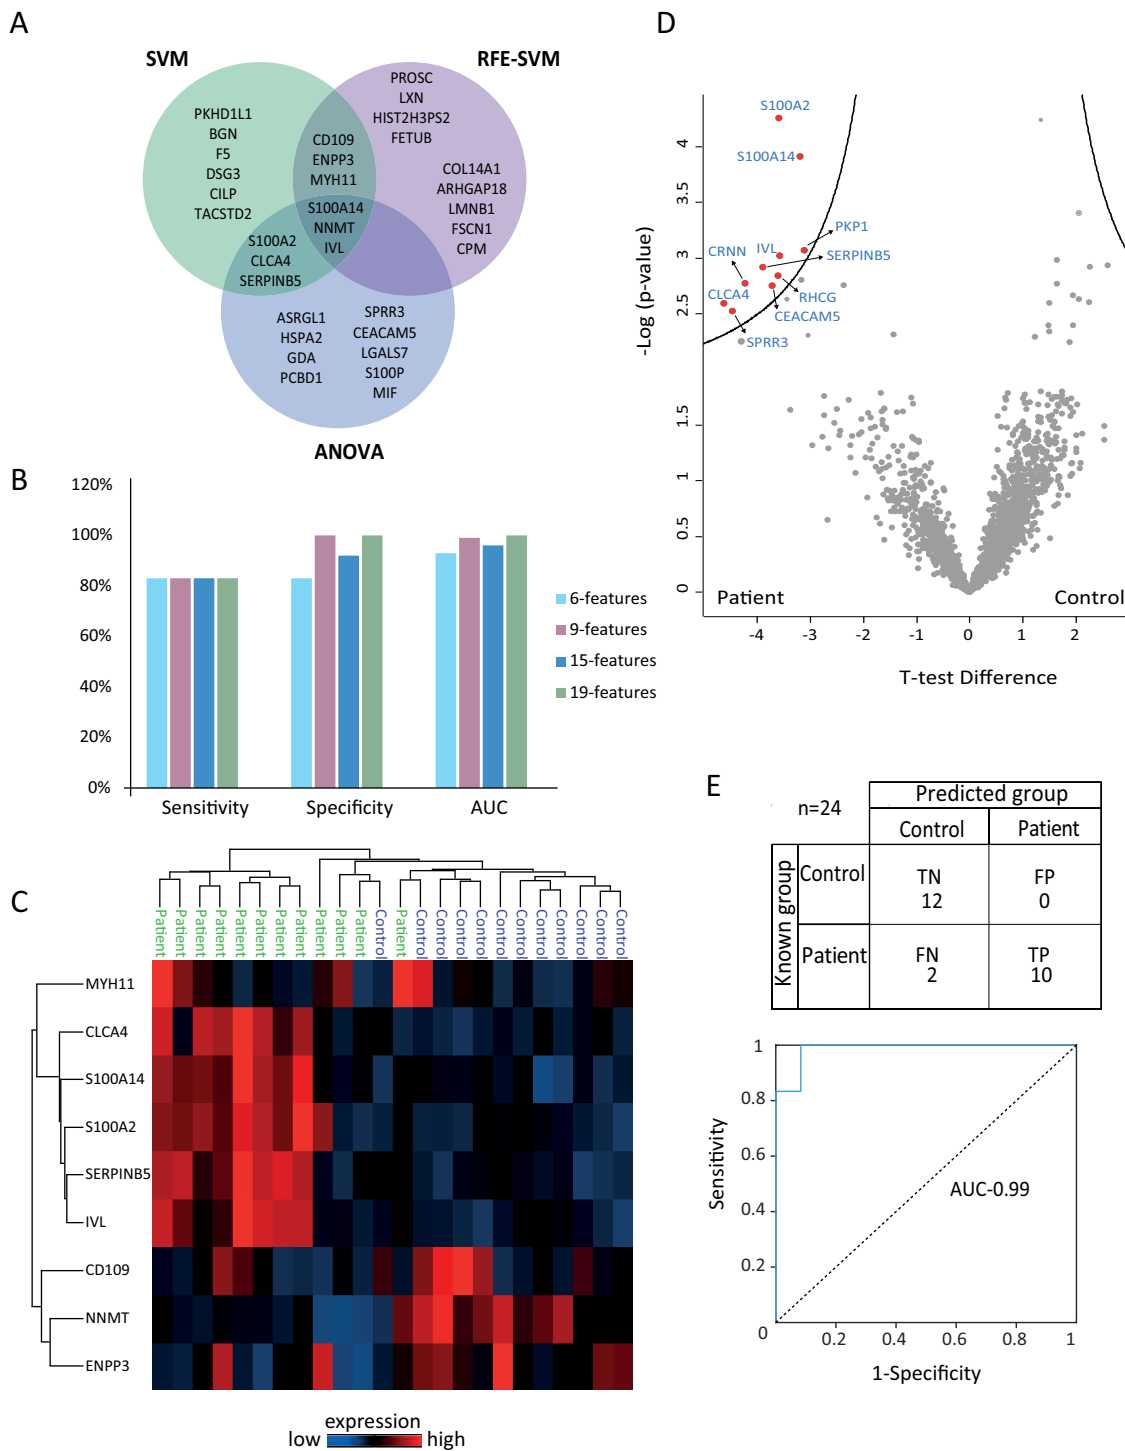 A
SVM
RFE-SVM
PKHD1L1
BGN
F5
DSG3
CILP
TACSTD2
CD109
ENPP3
MYH11
PROSC
LXN
HIST2H3PS2
FETUB
COL14A1
ARHGAP18
LMNB1
FSCN1
CPM
S100A14
NNMT
IVL
S100A2
CLCA4
SERPINB5
ASRGL1
HSPA2
GDA
PCBD1
SPRR3
CEACAM5
LGALS7
S100P
MIF
ANOVA
B
120%
100%
80%
60%
40%
20%
0%
Sensitivity
Specificity
AUC
6-features
9-features
15-features
19-features
C
Patient
Patient
Patient
Patient
Patient
Patient
Patient
Patient
Patient
Patient
Patient
Control
Patient
Control
Control
Control
Control
Control
Control
Control
Control
Control
Control
Control
MYH11
CLCA4
S100A14
S100A2
SERPINB5
IVL
CD109
NNMT
ENPP3
expression
low
high
D
-Log (p-value)
4
3.5
3
2.5
1.5
1
0.5
0
S100A2
S100A14
PKP1
CRNN
IVL
SERPINB5
RHCG
CLCA4
CEACAM5
SPRR3
Patient
Control
-4
-3
-2
-1
0
1
2
T-test Difference
E
n=24
Predicted group
Control
Patient
Known group
Control
TN
12
FP
0
Patient
FN
2
TP
10
Sensitivity
1
0.8
0.6
0.4
0.2
0
AUC-0.99
0.2
0.4
0.6
0.8
1
1-Specificity